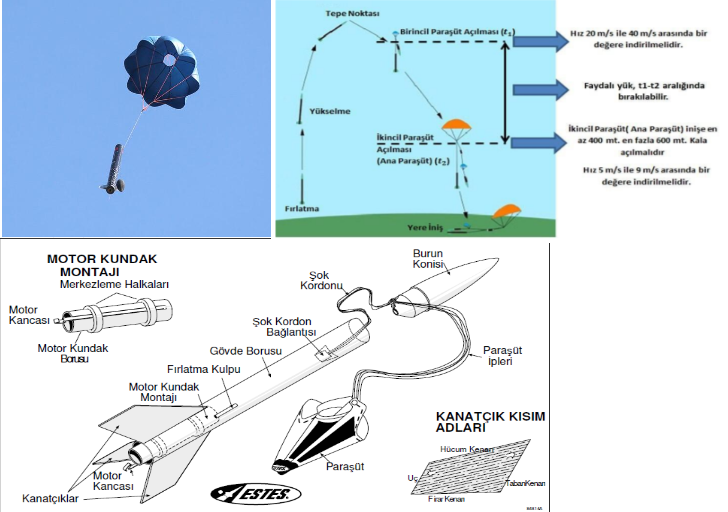 Tepe Noktası
Birincil Paraşüt Açılması (t₁)
Hız 20 m/s ile 40 m/s arasında bir
değere indirilmelidir.
Faydalı yük, t1-t2 aralığında
bırakılabilir.
Yükselme
İkincil Paraşüt
Açılması
(Ana Paraşüt) (t₂)
İkincil Paraşüt( Ana Paraşüt) inişe en
az 400 mt. en fazla 600 mt. Kala
açılmalıdır
Hız 5 m/s ile 9 m/s arasında bir
değere indirilmelidir.
Fırlatma
Yere İniş
MOTOR KUNDAK
MONTAJI
Merkezleme Halkaları
Motor
Kancası
Motor Kundak
Borusu
Burun
Konisi
Şok
Kordonu
Şok Kordon
Bağlantısı
Gövde Borusu
Fırlatma Kulpu
Motor Kundak
Montajı
Paraşüt
İpleri
Motor
Kancası
Kanatçıklar
Paraşüt
ESTES
KANATÇIK KISIM
ADLARI
Hücum Kenarı
Uç
Taban Kenarı
Firar Kenarı